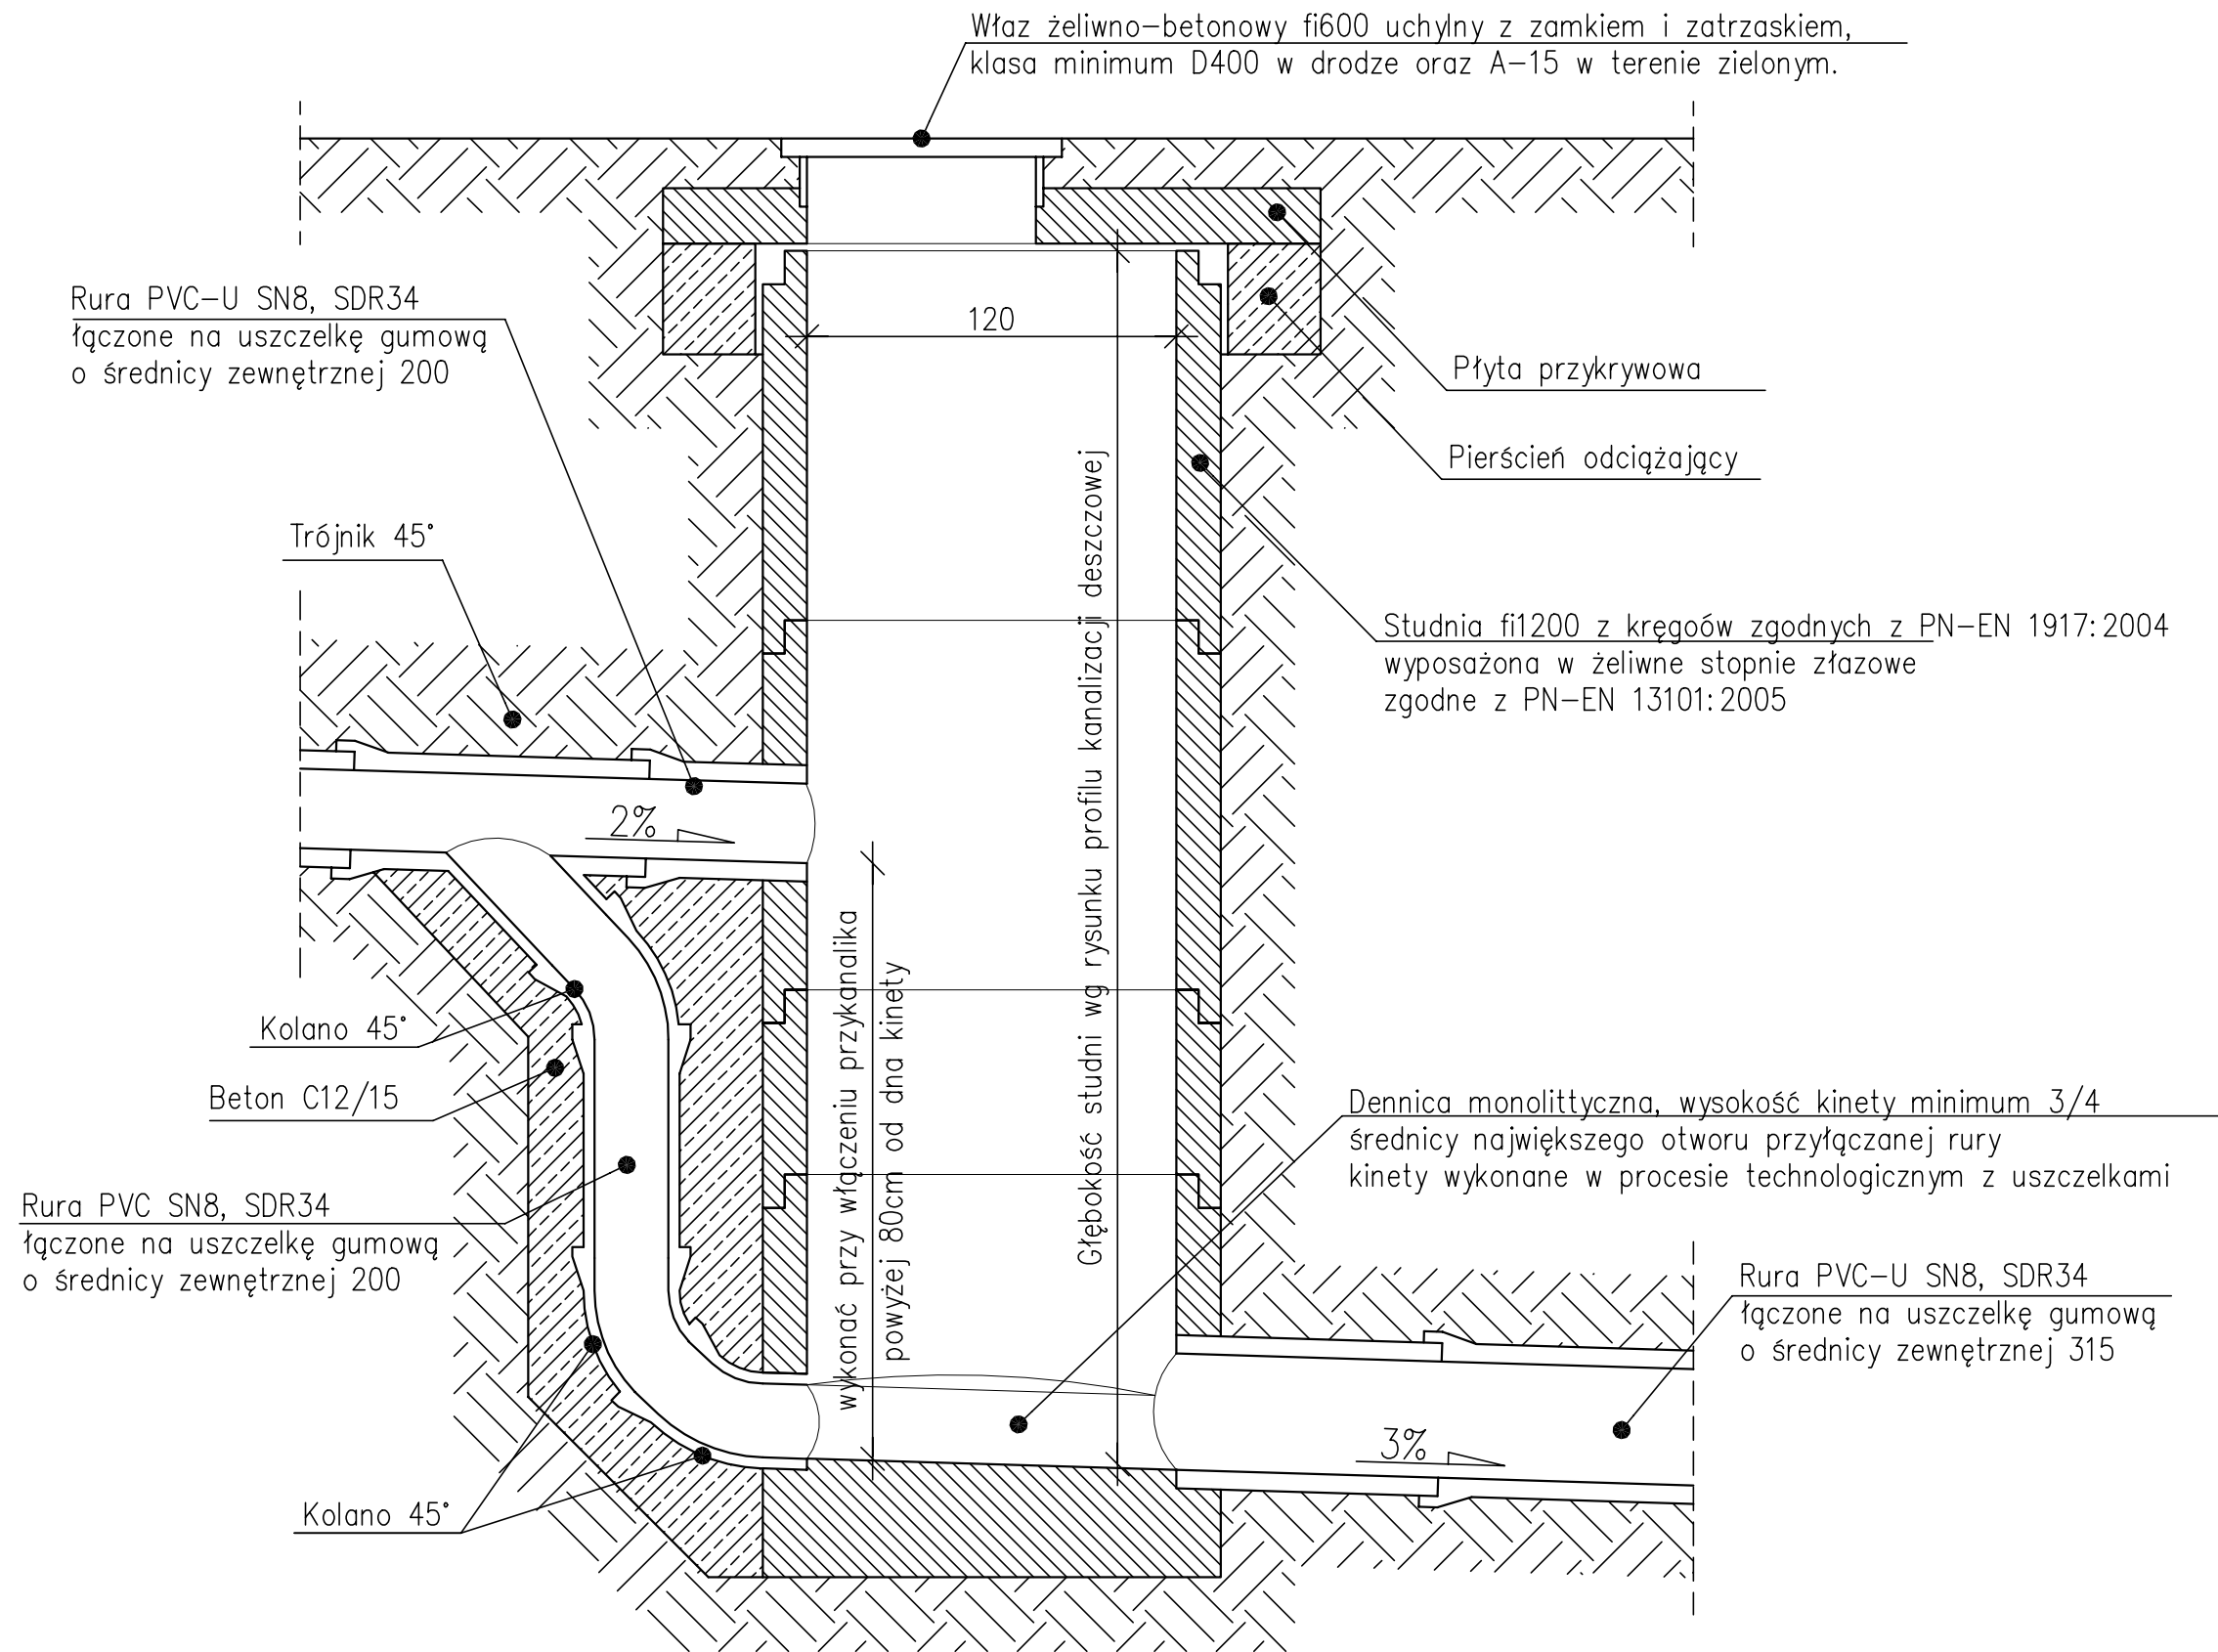 Właz żeliwno-betonowy fi600 uchylny z zamkiem i zatrzaskiem,
klasa minimum D400 w drodze oraz A-15 w terenie zielonym.
Rura PVC-U SN8, SDR34
łączone na uszczelkę gumową
o średnicy zewnętrznej 200
120
Płyta przykrywowa
Pierścień odciążający
Trójnik 45°
Studnia fi1200 z kręgoów zgodnych z PN-EN 1917:2004
wyposażona w żeliwne stopnie złazowe
zgodne z PN-EN 13101:2005
2%
Głębokość studni wg rysunku profilu kanalizacji deszczowej
wykonać przy włączeniu przykanalika
powyżej 80cm od dna kinety
Kolano 45°
Beton C12/15
Dennica monolittyczna, wysokość kinety minimum 3/4
średnicy największego otworu przyłączanej rury
kinety wykonane w procesie technologicznym z uszczelkami
Rura PVC SN8, SDR34
łączone na uszczelkę gumową
o średnicy zewnętrznej 200
Rura PVC-U SN8, SDR34
łączone na uszczelkę gumową
o średnicy zewnętrznej 315
3%
Kolano 45°